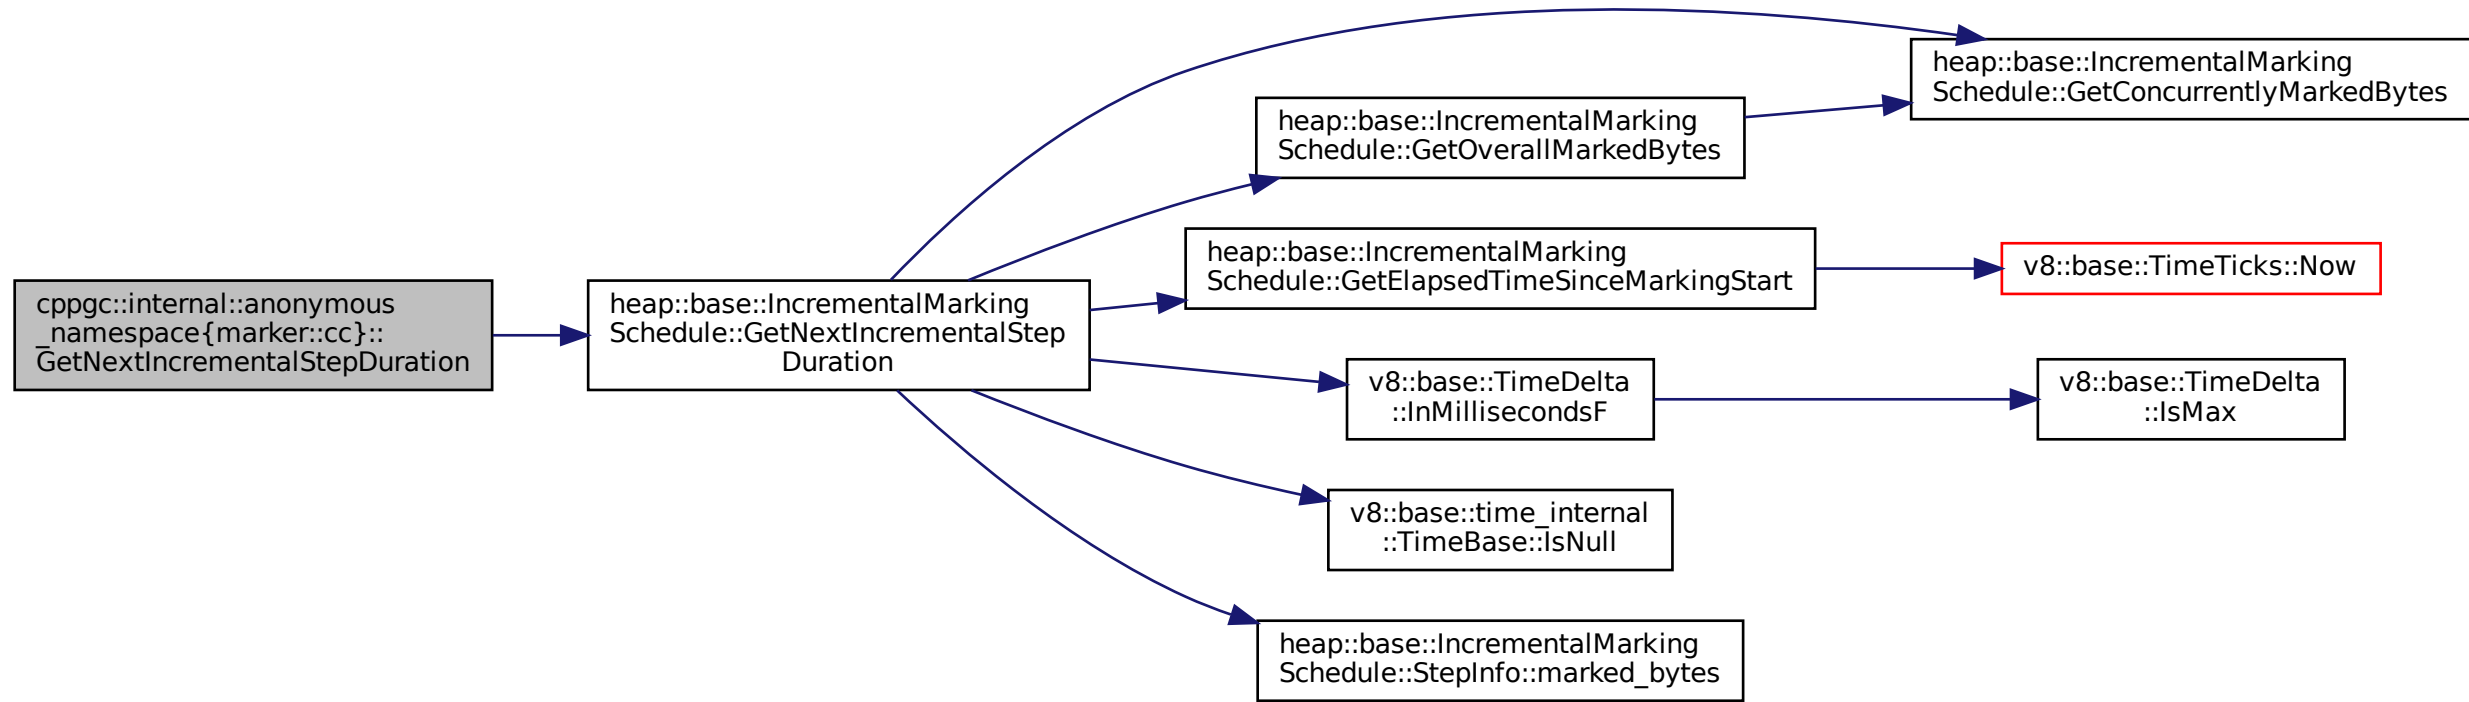 cppgc::internal::anonymous
_namespace{marker::cc}::
GetNextIncrementalStepDuration
heap::base::IncrementalMarking
Schedule::GetNextIncrementalStep
Duration
heap::base::IncrementalMarking
Schedule::GetConcurrentlyMarkedBytes
heap::base::IncrementalMarking
Schedule::GetOverallMarkedBytes
heap::base::IncrementalMarking
Schedule::GetElapsedTimeSinceMarkingStart
v8::base::TimeTicks::Now
v8::base::TimeDelta
::InMillisecondsF
v8::base::TimeDelta
::IsMax
v8::base::time_internal
::TimeBase::IsNull
heap::base::IncrementalMarking
Schedule::StepInfo::marked_bytes